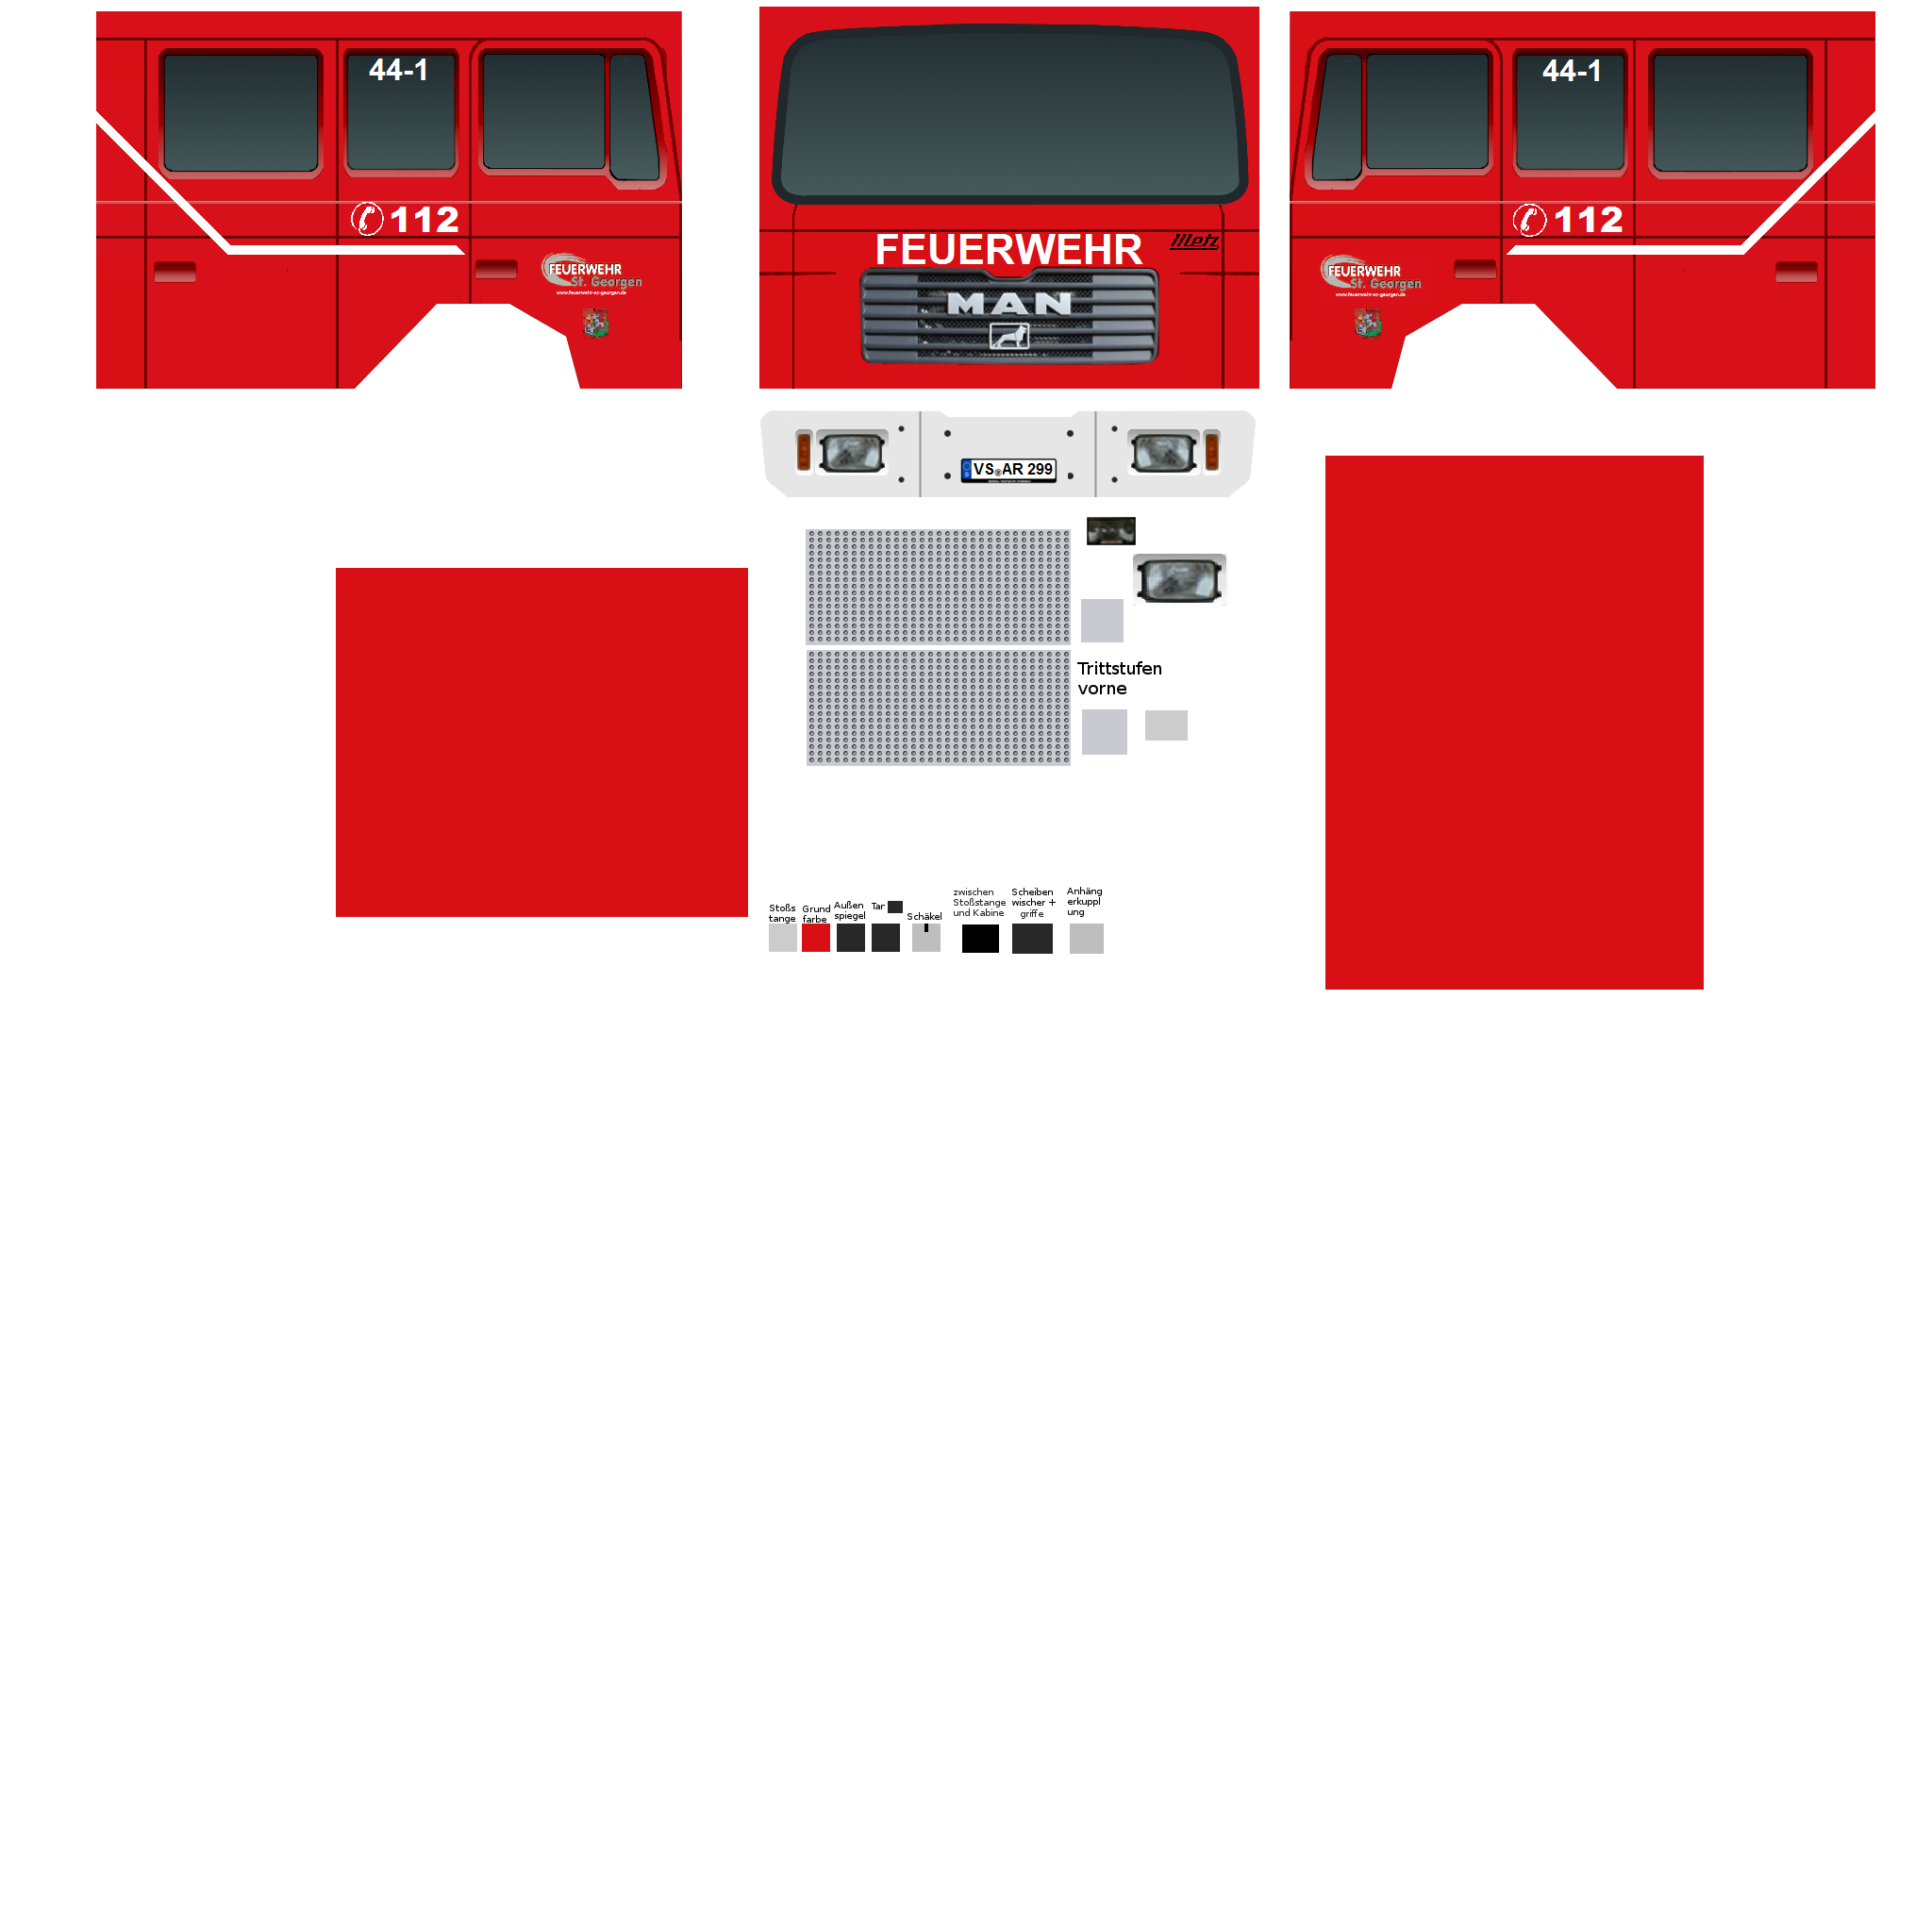 44-1
112
FEUERWEHR
St. Georgen
www.feuerwehr-st-georgen.de
FEUERWEHR
Metz
MAN
44-1
112
FEUERWEHR
St. Georgen
www.feuerwehr-st-georgen.de
VS AR 299
Trittstufen
vorne
Stoßs
tange
Grund
farbe
Außen
spiegel
Tar
Schäkel
zwischen
Stoßstange
und Kabine
Scheiben
wischer +
griffe
Anhäng
erkuppl
ung